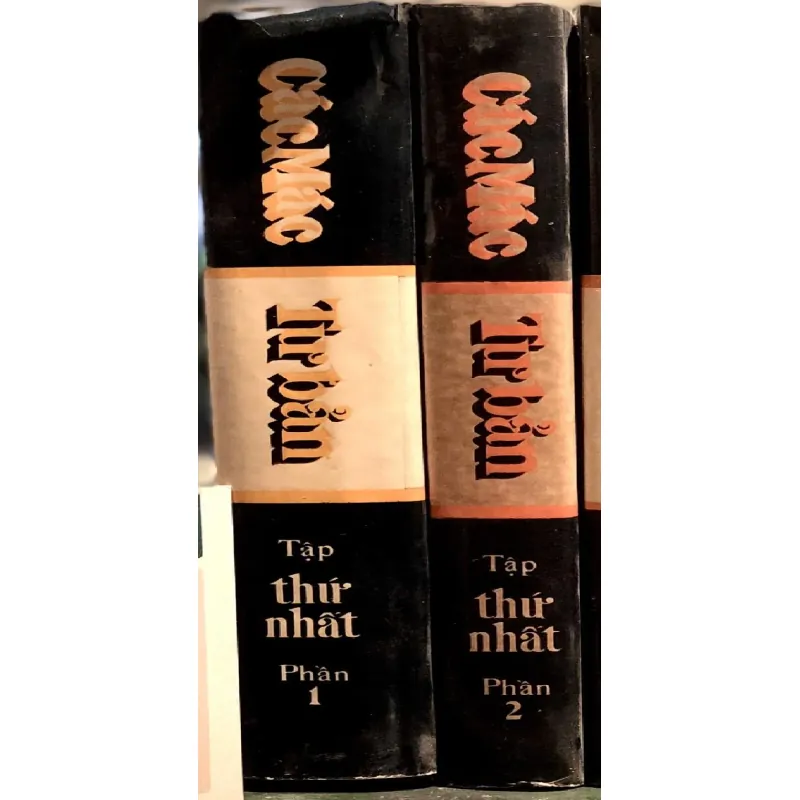 Các Mác
Tư bản
Tập
thứ
nhất
Phần
1
Các Mác
Tư bản
Tập
thứ
nhất
Phần
2